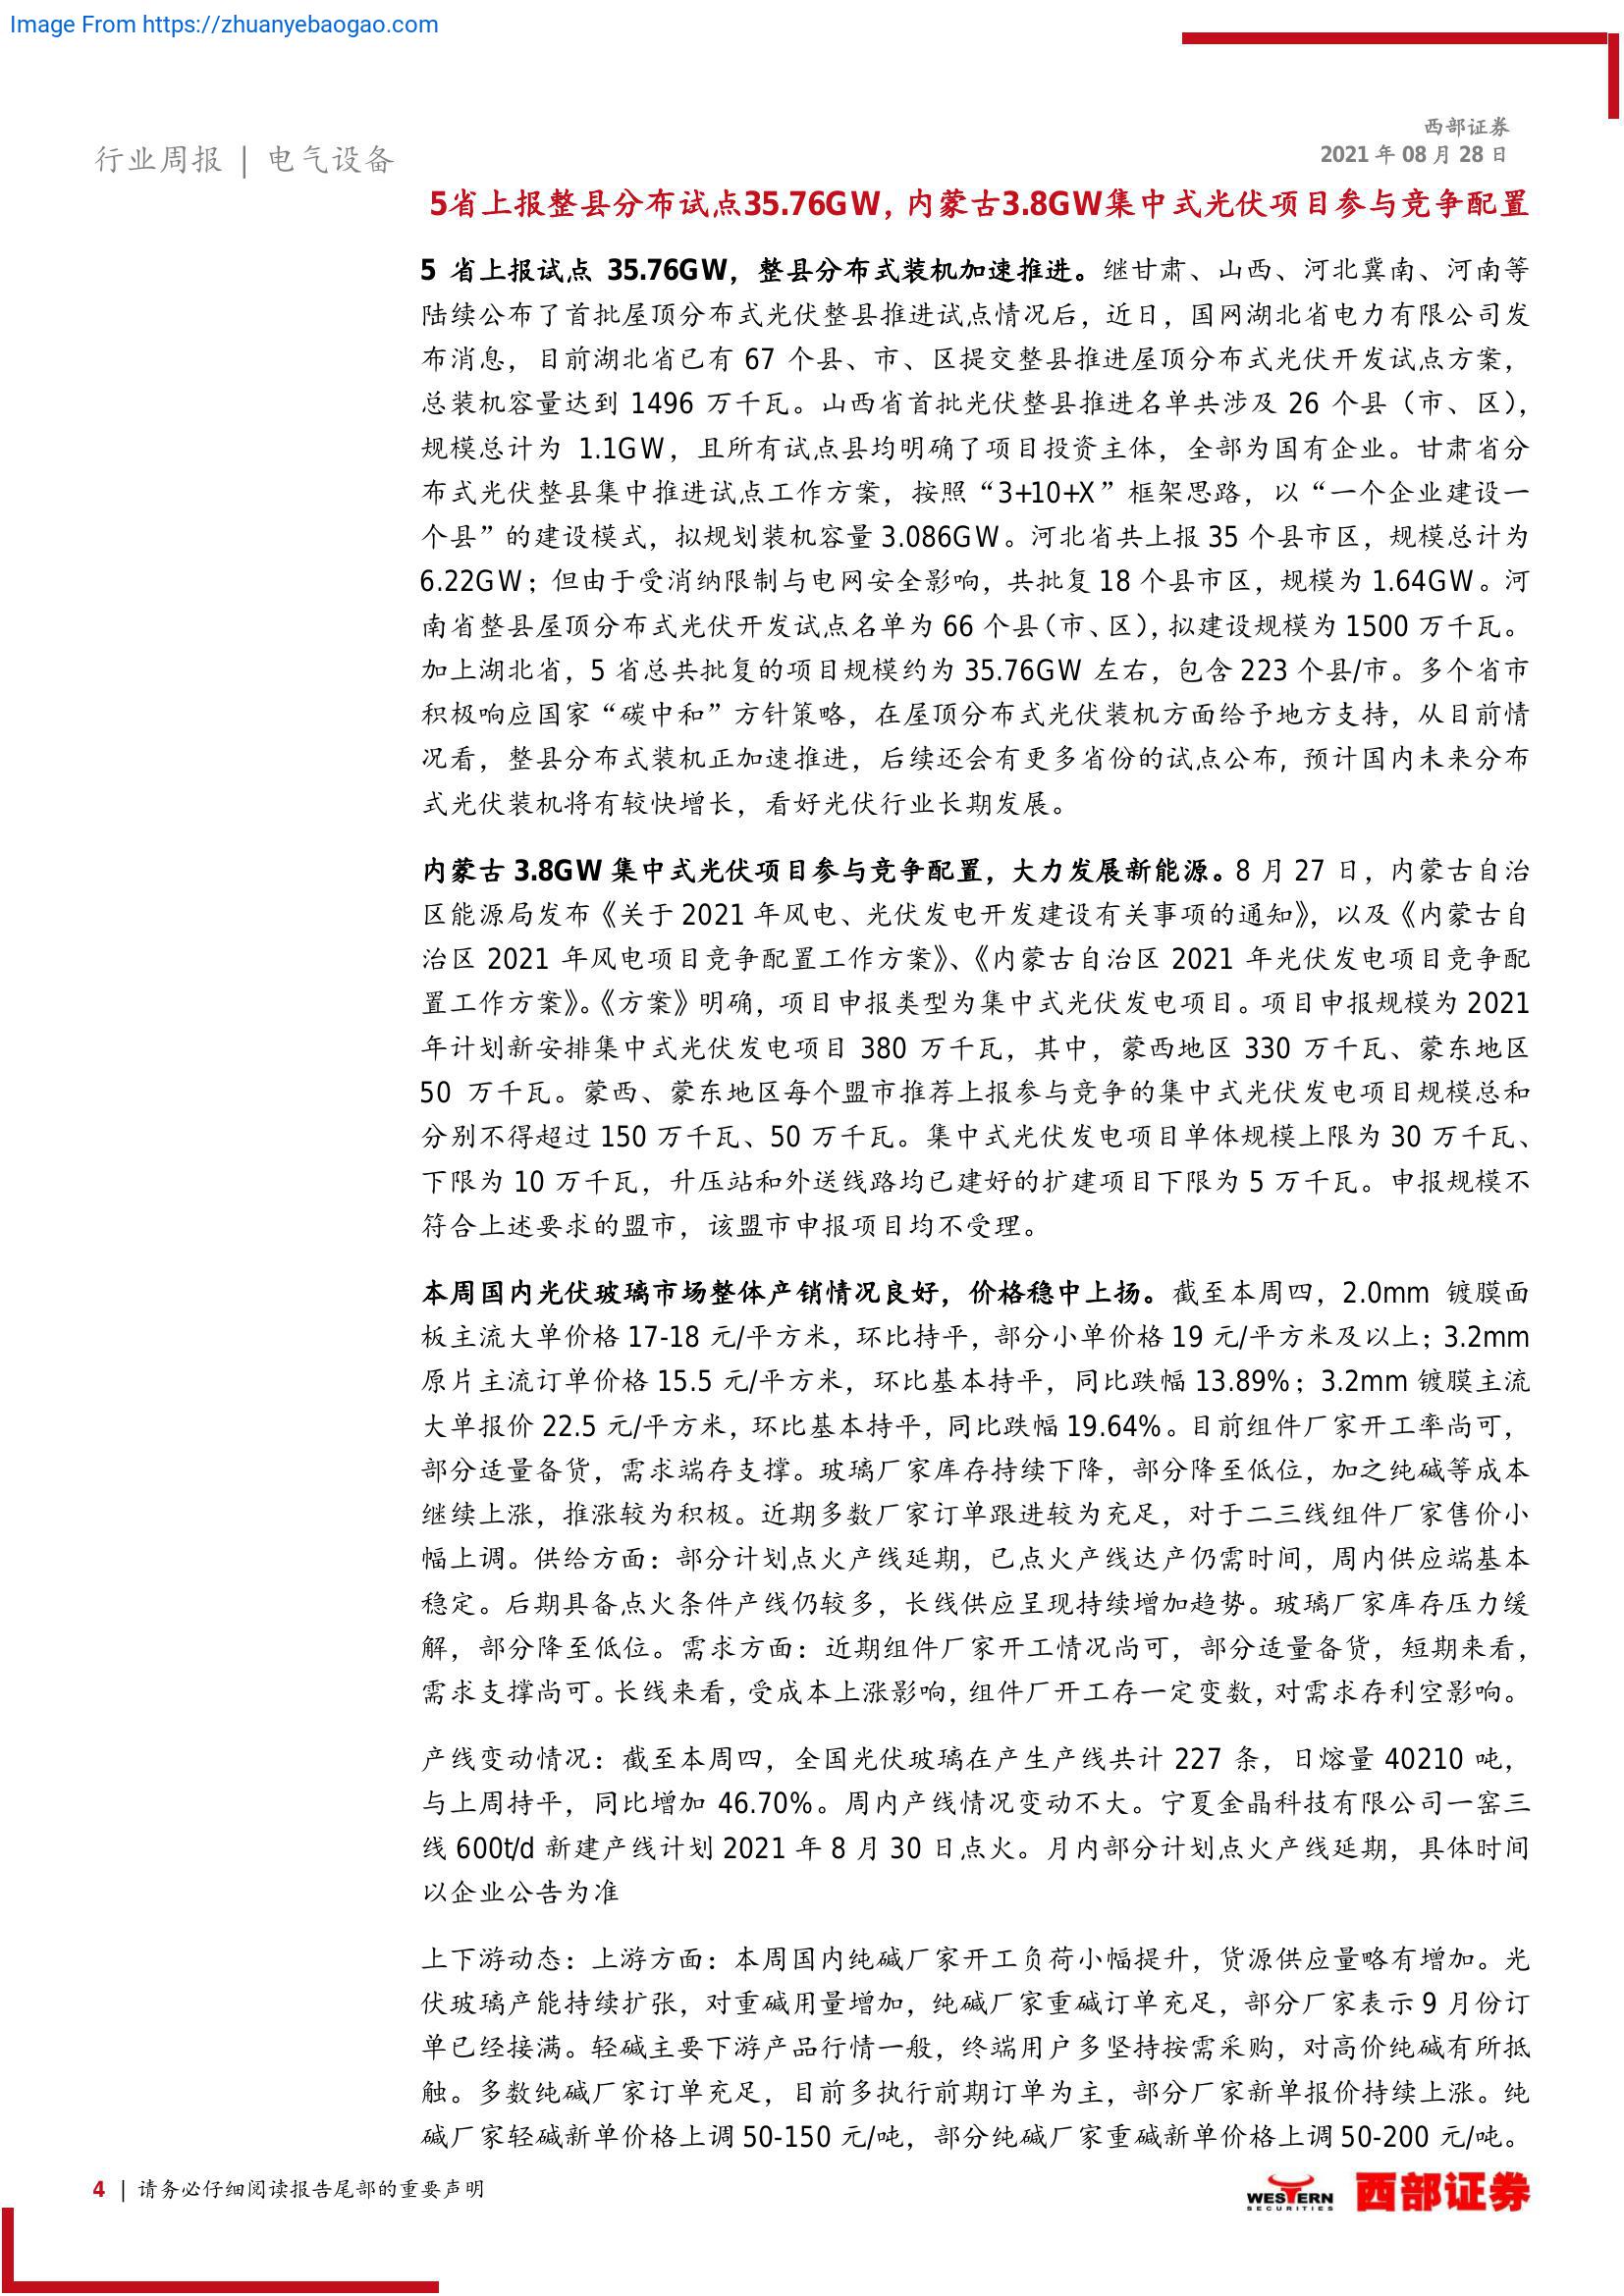 Image From https://zhuanyebaogao.com
西部证券
行业周报 | 电气设备
2021 年 08 月 28 日
5省上报整县分布试点35.76GW，内蒙古3.8GW集中式光伏项目参与竞争配置
5 省上报试点 35.76GW，整县分布式装机加速推进。继甘肃、山西、河北冀南、河南等
陆续公布了首批屋顶分布式光伏整县推进试点情况后，近日，国网湖北省电力有限公司发
布消息，目前湖北省已有 67 个县、市、区提交整县推进屋顶分布式光伏开发试点方案，
总装机容量达到 1496 万千瓦。山西省首批光伏整县推进名单共涉及 26 个县（市、区），
规模总计为 1.1GW，且所有试点县均明确了项目投资主体，全部为国有企业。甘肃省分
布式光伏整县集中推进试点工作方案，按照“3+10+X”框架思路，以“一个企业建设一
个县”的建设模式，拟规划装机容量 3.086GW。河北省共上报 35 个县市区，规模总计为
6.22GW；但由于受消纳限制与电网安全影响，共批复 18 个县市区，规模为 1.64GW。河
南省整县屋顶分布式光伏开发试点名单为 66 个县（市、区），拟建设规模为 1500 万千瓦。
加上湖北省，5 省总共批复的项目规模约为 35.76GW 左右，包含 223 个县/市。多个省市
积极响应国家“碳中和”方针策略，在屋顶分布式光伏装机方面给予地方支持，从目前情
况看，整县分布式装机正加速推进，后续还会有更多省份的试点公布，预计国内未来分布
式光伏装机将有较快增长，看好光伏行业长期发展。
内蒙古 3.8GW 集中式光伏项目参与竞争配置，大力发展新能源。8 月 27 日，内蒙古自治
区能源局发布《关于 2021 年风电、光伏发电开发建设有关事项的通知》，以及《内蒙古自
治区 2021 年风电项目竞争配置工作方案》、《内蒙古自治区 2021 年光伏发电项目竞争配
置工作方案》。《方案》明确，项目申报类型为集中式光伏发电项目。项目申报规模为 2021
年计划新安排集中式光伏发电项目 380 万千瓦，其中，蒙西地区 330 万千瓦、蒙东地区
50 万千瓦。蒙西、蒙东地区每个盟市推荐上报参与竞争的集中式光伏发电项目规模总和
分别不得超过 150 万千瓦、50 万千瓦。集中式光伏发电项目单体规模上限为 30 万千瓦、
下限为 10 万千瓦，升压站和外送线路均已建好的扩建项目下限为 5 万千瓦。申报规模不
符合上述要求的盟市，该盟市申报项目均不受理。
本周国内光伏玻璃市场整体产销情况良好，价格稳中上扬。截至本周四，2.0mm 镀膜面
板主流大单价格 17-18 元/平方米，环比持平，部分小单价格 19 元/平方米及以上；3.2mm
原片主流订单价格 15.5 元/平方米，环比基本持平，同比跌幅 13.89%；3.2mm 镀膜主流
大单报价 22.5 元/平方米，环比基本持平，同比跌幅 19.64%。目前组件厂家开工率尚可，
部分适量备货，需求端存支撑。玻璃厂家库存持续下降，部分降至低位，加之纯碱等成本
继续上涨，推涨较为积极。近期多数厂家订单跟进较为充足，对于二三线组件厂家售价小
幅上调。供给方面：部分计划点火产线延期，已点火产线达产仍需时间，周内供应端基本
稳定。后期具备点火条件产线仍较多，长线供应呈现持续增加趋势。玻璃厂家库存压力缓
解，部分降至低位。需求方面：近期组件厂家开工情况尚可，部分适量备货，短期来看，
需求支撑尚可。长线来看，受成本上涨影响，组件厂开工存一定变数，对需求存利空影响。
产线变动情况：截至本周四，全国光伏玻璃在产生产线共计 227 条，日熔量 40210 吨，
与上周持平，同比增加 46.70%。周内产线情况变动不大。宁夏金晶科技有限公司一窑三
线 600t/d 新建产线计划 2021 年 8 月 30 日点火。月内部分计划点火产线延期，具体时间
以企业公告为准
上下游动态：上游方面：本周国内纯碱厂家开工负荷小幅提升，货源供应量略有增加。光
伏玻璃产能持续扩张，对重碱用量增加，纯碱厂家重碱订单充足，部分厂家表示 9 月份订
单已经接满。轻碱主要下游产品行情一般，终端用户多坚持按需采购，对高价纯碱有所抵
触。多数纯碱厂家订单充足，目前多执行前期订单为主，部分厂家新单报价持续上涨。纯
碱厂家轻碱新单价格上调 50-150 元/吨，部分纯碱厂家重碱新单价格上调 50-200 元/吨。
4 | 请务必仔细阅读报告尾部的重要声明
WESTERN
SECURITIES
西部证券